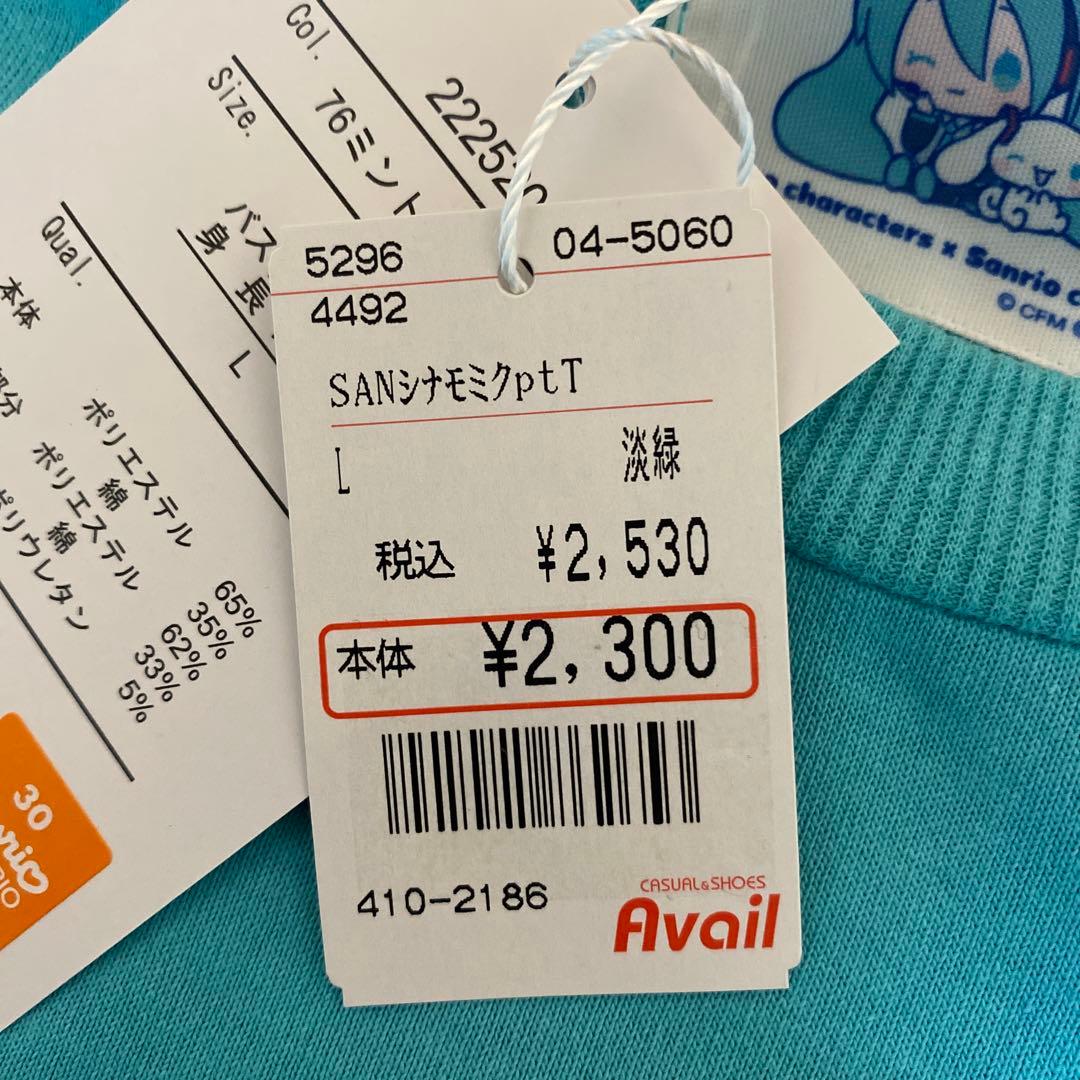 5296 04-5060
4492
SANシナモミクptT
L 淡緑
税込 ¥2,530
本体 ¥2,300
410-2186
CASUAL&SHOES
Avail
Col. 76ミント
Size.
バス
身長
L
Qual.
本体 ポリエステル 65%
綿 35%
ポリエステル 62%
綿 33%
ポリウレタン 5%
30
characters x Sanrio c
© CFM